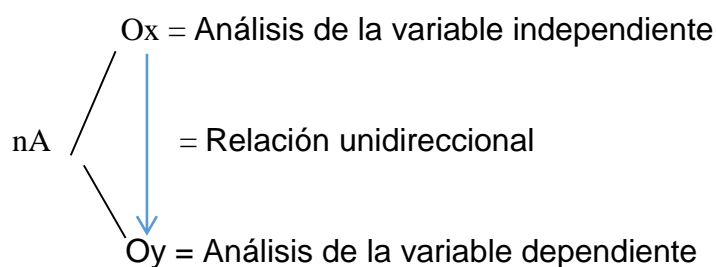 Ox = Análisis de la variable independiente
nA = Relación unidireccional
Oy = Análisis de la variable dependiente